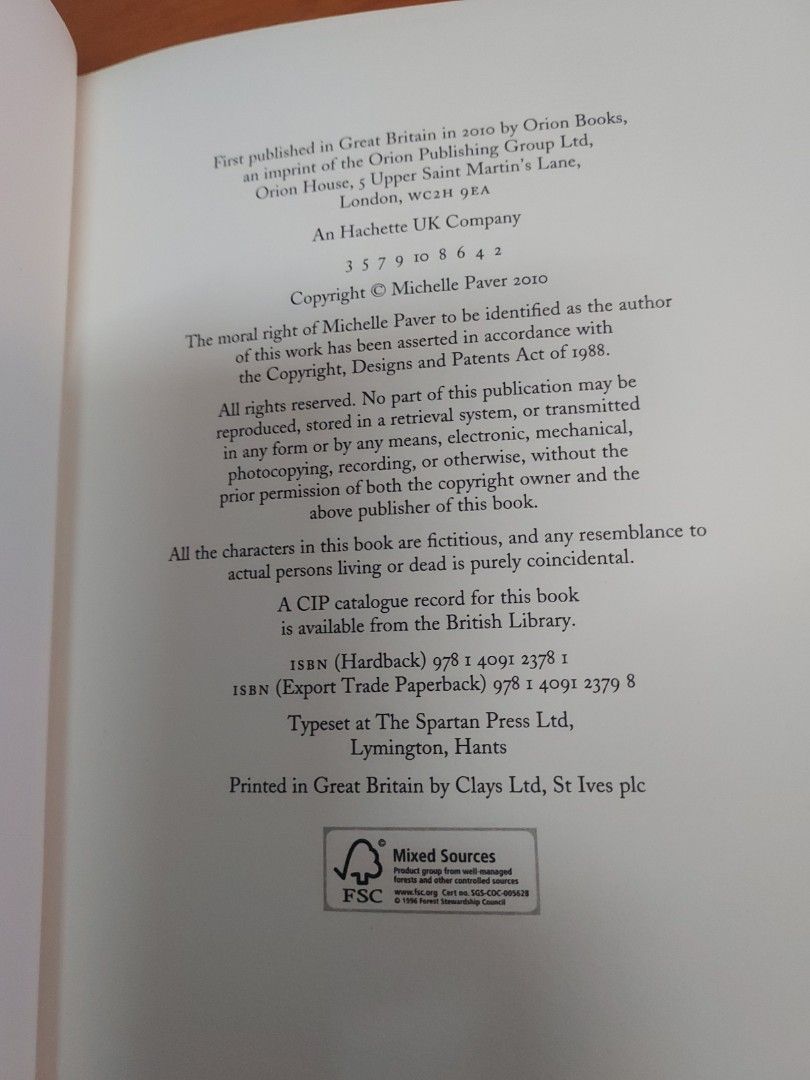 First published in Great Britain in 2010 by Orion Books,
an imprint of the Orion Publishing Group Ltd,
Orion House, 5 Upper Saint Martin's Lane,
London, WC2H 9EA
An Hachette UK Company
3 5 7 9 10 8 6 4 2
Copyright © Michelle Paver 2010
The moral right of Michelle Paver to be identified as the author
of this work has been asserted in accordance with
the Copyright, Designs and Patents Act of 1988.
All rights reserved. No part of this publication may be
reproduced, stored in a retrieval system, or transmitted
in any form or by any means, electronic, mechanical,
photocopying, recording, or otherwise, without the
prior permission of both the copyright owner and the
above publisher of this book.
All the characters in this book are fictitious, and any resemblance to
actual persons living or dead is purely coincidental.
A CIP catalogue record for this book
is available from the British Library.
ISBN (Hardback) 978 1 4091 2378 1
ISBN (Export Trade Paperback) 978 1 4091 2379 8
Typeset at The Spartan Press Ltd,
Lymington, Hants
Printed in Great Britain by Clays Ltd, St Ives plc
©
FSC
Mixed Sources
Product group from well-managed
forests and other controlled sources
www.fsc.org Cert no. SGS-COC-005628
© 1996 Forest Stewardship Council